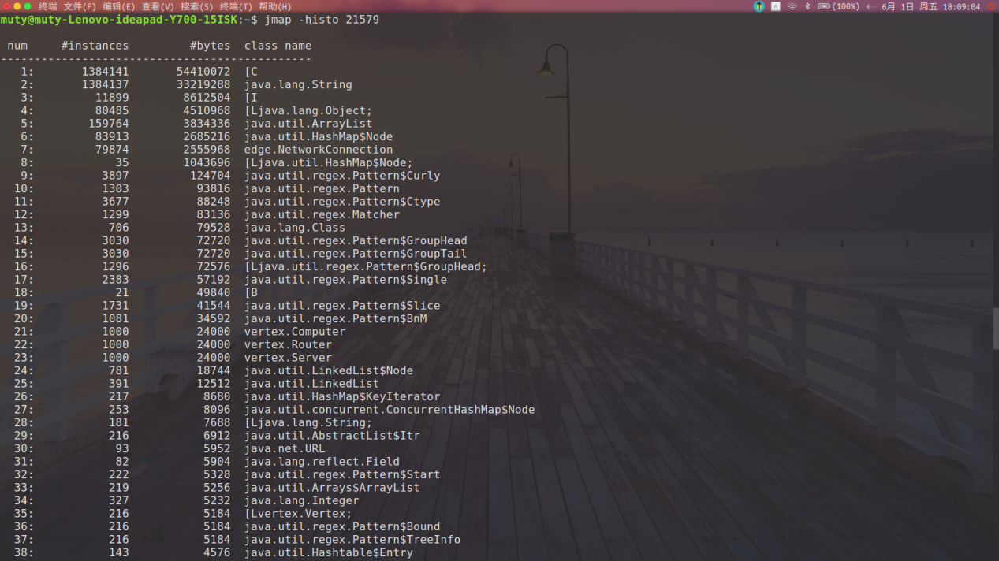 终端 文件(F) 编辑(E) 查看(V) 搜索(S) 终端(T) 帮助(H) A (100%) 6月 1日 周五 18:09:04
muty@muty-Lenovo-ideapad-Y700-15ISK:~$ jmap -histo 21579
num #instances #bytes class name
----------------------------------------------
1: 1384141 54410072 [C
2: 1384137 33219288 java.lang.String
3: 11899 8612504 [I
4: 80485 4510968 [Ljava.lang.Object;
5: 159764 3834336 java.util.ArrayList
6: 83913 2685216 java.util.HashMap$Node
7: 79874 2555968 edge.NetworkConnection
8: 35 1043696 [Ljava.util.HashMap$Node;
9: 3897 124704 java.util.regex.Pattern$Curly
10: 1303 93816 java.util.regex.Pattern
11: 3677 88248 java.util.regex.Pattern$Ctype
12: 1299 83136 java.util.regex.Matcher
13: 706 79528 java.lang.Class
14: 3030 72720 java.util.regex.Pattern$GroupHead
15: 3030 72720 java.util.regex.Pattern$GroupTail
16: 1296 72576 [Ljava.util.regex.Pattern$GroupHead;
17: 2383 57192 java.util.regex.Pattern$Single
18: 21 49840 [B
19: 1731 41544 java.util.regex.Pattern$Slice
20: 1081 34592 java.util.regex.Pattern$BnM
21: 1000 24000 vertex.Computer
22: 1000 24000 vertex.Router
23: 1000 24000 vertex.Server
24: 781 18744 java.util.LinkedList$Node
25: 391 12512 java.util.LinkedList
26: 217 8680 java.util.HashMap$KeyIterator
27: 253 8096 java.util.concurrent.ConcurrentHashMap$Node
28: 181 7688 [Ljava.lang.String;
29: 216 6912 java.util.AbstractList$Itr
30: 93 5952 java.net.URL
31: 82 5904 java.lang.reflect.Field
32: 222 5328 java.util.regex.Pattern$Start
33: 219 5256 java.util.Arrays$ArrayList
34: 327 5232 java.lang.Integer
35: 216 5184 [Lvertex.Vertex;
36: 216 5184 java.util.regex.Pattern$Bound
37: 216 5184 java.util.regex.Pattern$TreeInfo
38: 143 4576 java.util.Hashtable$Entry